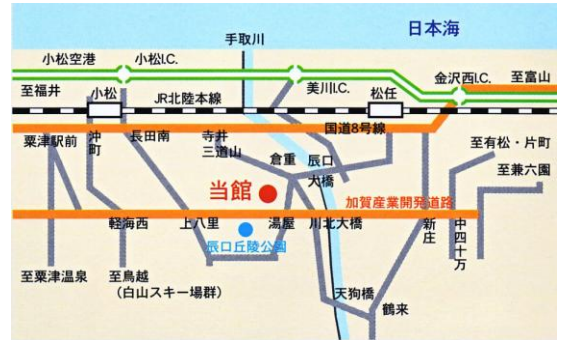 日本海
手取川
小松空港
小松I.C.
美川I.C.
金沢西I.C.
至富山
至福井
小松
JR北陸本線
松任
国道8号線
粟津駅前
沖町
長田南
寺井
三道山
倉重
辰口
大橋
至有松・片町
至兼六園
当館
加賀産業開発道路
軽海西
上八里
湯屋
川北大橋
新庄
中四十万
辰口丘陵公園
至粟津温泉
至鳥越
(白山スキー場群)
天狗橋
鶴来